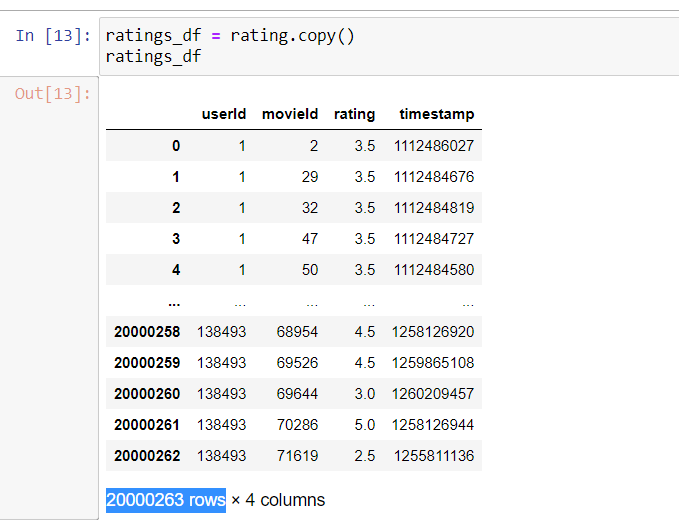 In [13]: ratings_df = rating.copy()
ratings_df
Out[13]:
userId movieId rating timestamp
0 1 2 3.5 1112486027
1 1 29 3.5 1112484676
2 1 32 3.5 1112484819
3 1 47 3.5 1112484727
4 1 50 3.5 1112484580
... ... ... ... ...
20000258 138493 68954 4.5 1258126920
20000259 138493 69526 4.5 1259865108
20000260 138493 69644 3.0 1260209457
20000261 138493 70286 5.0 1258126944
20000262 138493 71619 2.5 1255811136
20000263 rows × 4 columns